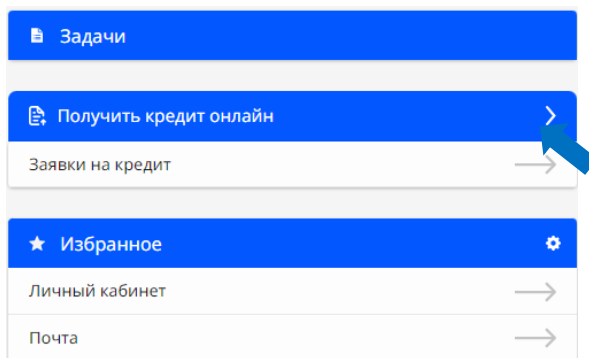 Задачи
Получить кредит онлайн
Заявки на кредит
Избранное
Личный кабинет
Почта